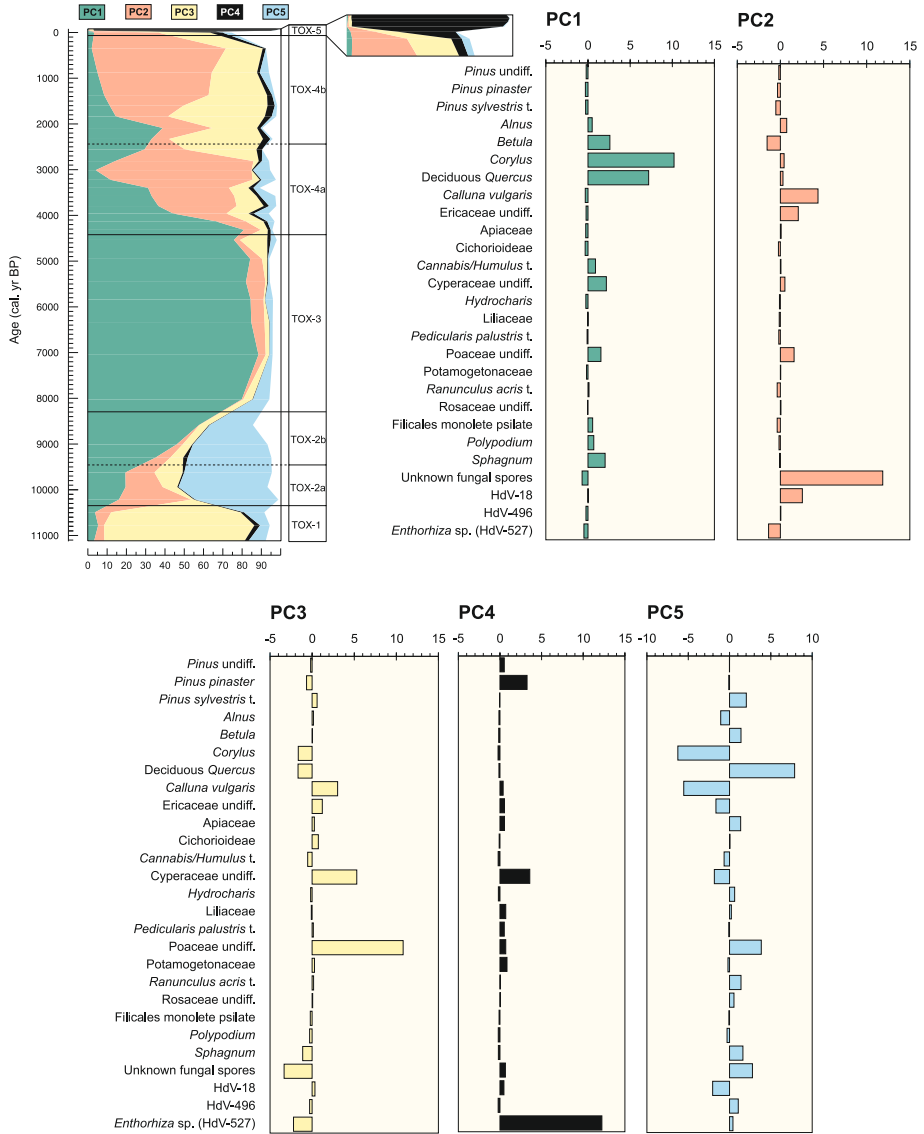 PC1 PC2 PC3 PC4 PC5
Age (cal. yr BP)
0
1000
2000
3000
4000
5000
6000
7000
8000
9000
10000
11000
0 10 20 30 40 50 60 70 80 90
TOX-5
TOX-4b
TOX-4a
TOX-3
TOX-2b
TOX-2a
TOX-1
PC1 PC2
-5 0 5 10 15 -5 0 5 10 15
Pinus undiff.
Pinus pinaster
Pinus sylvestris t.
Alnus
Betula
Corylus
Deciduous Quercus
Calluna vulgaris
Ericaceae undiff.
Apiaceae
Cichorioideae
Cannabis/Humulus t.
Cyperaceae undiff.
Hydrocharis
Liliaceae
Pedicularis palustris t.
Poaceae undiff.
Potamogetonaceae
Ranunculus acris t.
Rosaceae undiff.
Filicales monolete psilate
Polypodium
Sphagnum
Unknown fungal spores
HdV-18
HdV-496
Enthorhiza sp. (HdV-527)
PC3 PC4 PC5
-5 0 5 10 15 -5 0 5 10 15 -10 -5 0 5 10
Pinus undiff.
Pinus pinaster
Pinus sylvestris t.
Alnus
Betula
Corylus
Deciduous Quercus
Calluna vulgaris
Ericaceae undiff.
Apiaceae
Cichorioideae
Cannabis/Humulus t.
Cyperaceae undiff.
Hydrocharis
Liliaceae
Pedicularis palustris t.
Poaceae undiff.
Potamogetonaceae
Ranunculus acris t.
Rosaceae undiff.
Filicales monolete psilate
Polypodium
Sphagnum
Unknown fungal spores
HdV-18
HdV-496
Enthorhiza sp. (HdV-527)